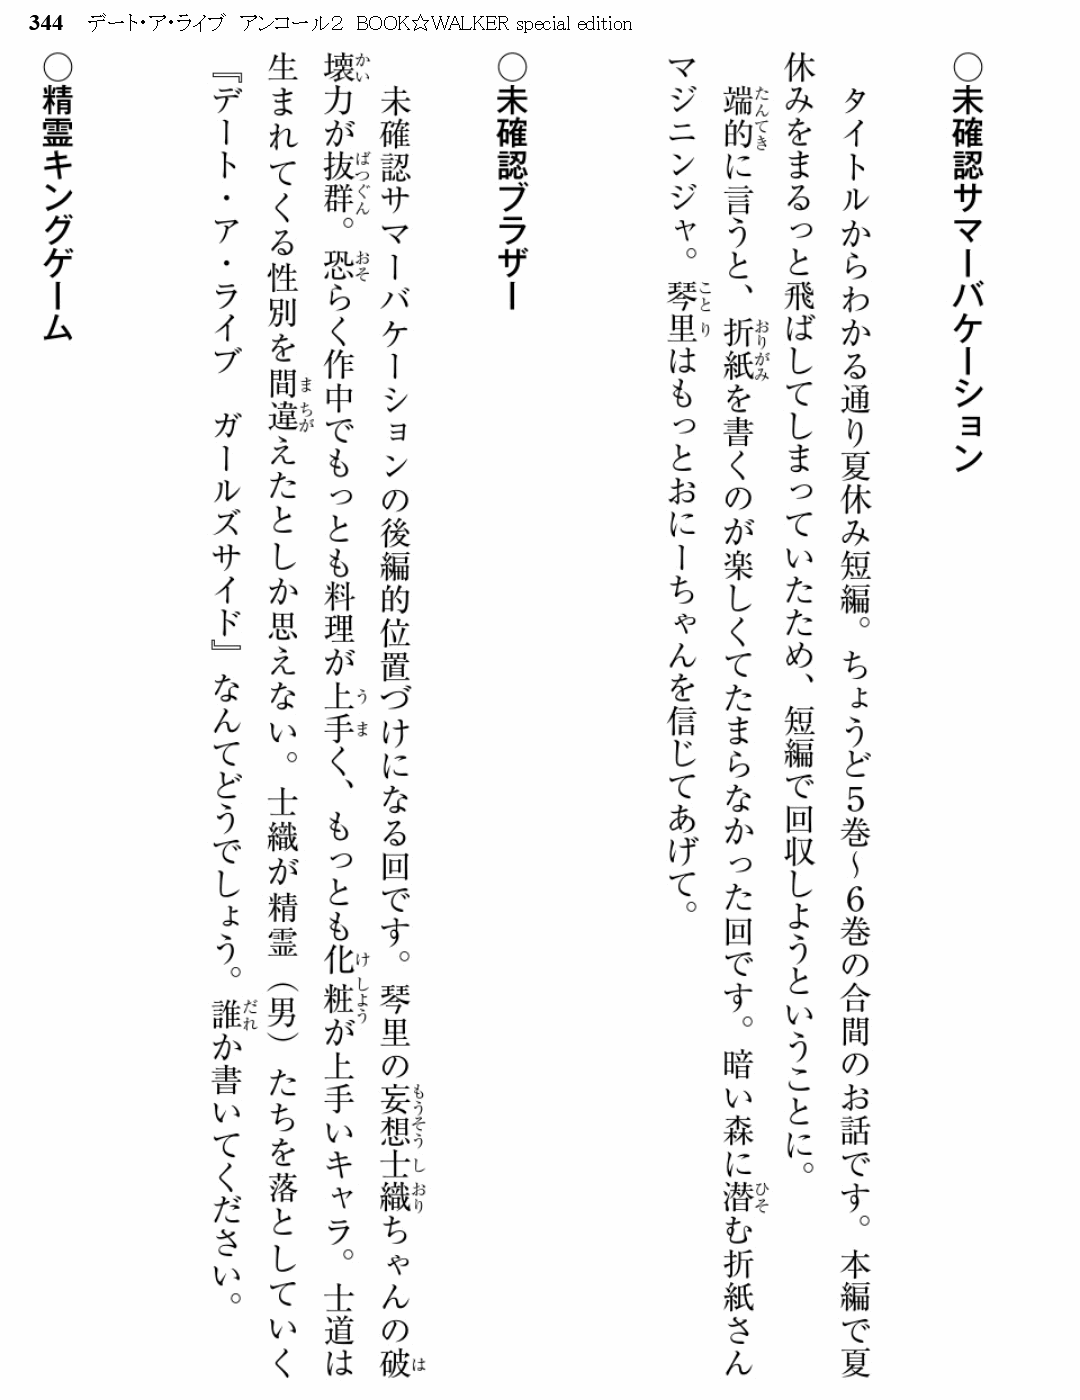 344 デート・ア・ライブ アンコール2 BOOK☆WALKER special edition
○未確認サマーバケーション
タイトルからわかる通り夏休み短編。ちょうど5巻～6巻の合間のお話です。本編で夏
休みをまるっと飛ばしてしまっていたため、短編で回収しようということに。
端的に言うと、折紙を書くのが楽しくてたまらなかった回です。暗い森に潜む折紙さん
マジニンジャ。琴里はもっとおにーちゃんを信じてあげて。
○未確認ブラザー
未確認サマーバケーションの後編的位置づけになる回です。琴里の妄想士織ちゃんの破
壊力が抜群。恐らく作中でもっとも料理が上手く、もっとも化粧が上手いキャラ。士道は
生まれてくる性別を間違えたとしか思えない。士織が精霊（男）たちを落としていく
『デート・ア・ライブ ガールズサイド』なんてどうでしょう。誰か書いてください。
○精霊キングゲーム